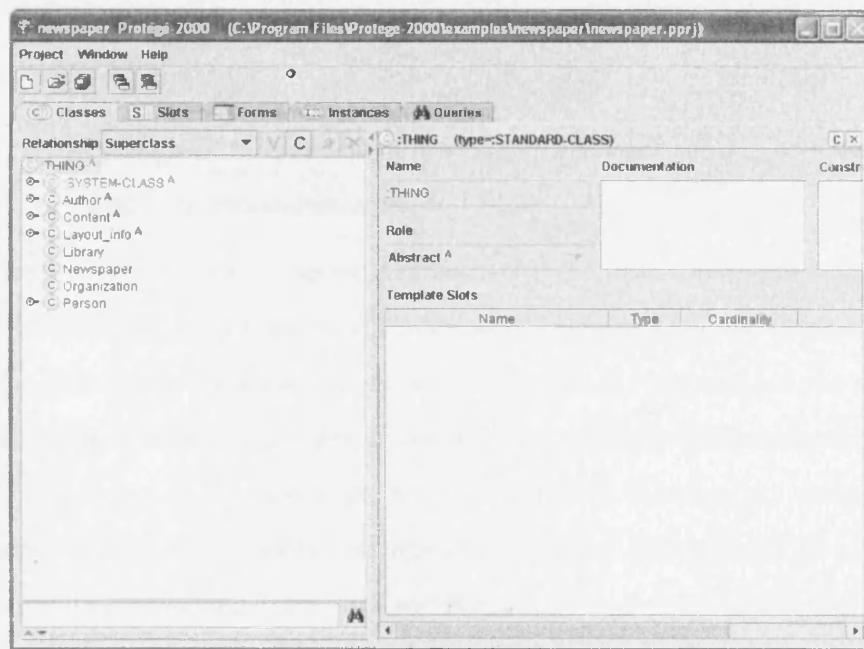 newspaper Protégé-2000 (C:\Program Files\Protege-2000\examples\newspaper\newspaper.pprj)
Project Window Help
C Classes S Slots Forms Instances Queries
Relationship Superclass V C
THING A
SYSTEM-CLASS A
C Author A
C Content A
C Layout_info A
C Library
C Newspaper
C Organization
C Person
:THING (type=:STANDARD-CLASS) C X
Name Documentation Constr
:THING
Role
Abstract A
Template Slots
Name Type Cardinality